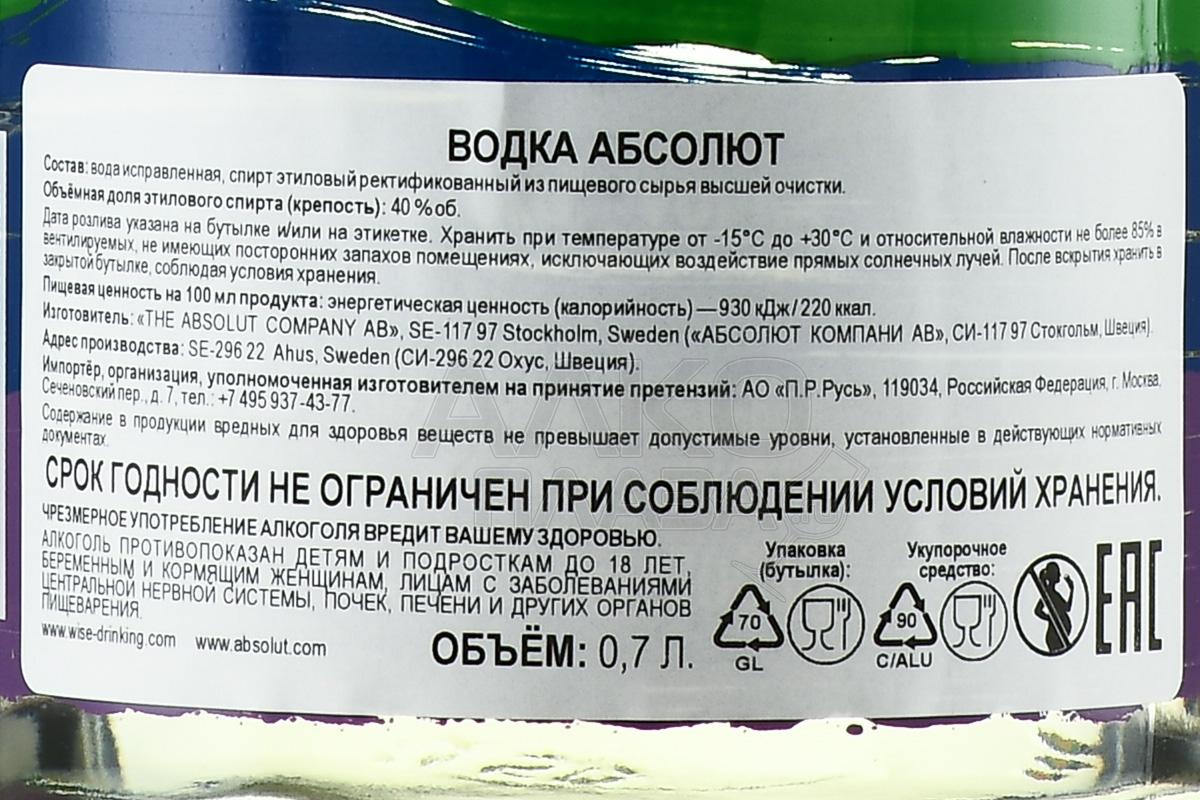 ВОДКА АБСОЛЮТ
Состав: вода исправленная, спирт этиловый ректификованный из пищевого сырья высшей очистки.
Объёмная доля этилового спирта (крепость): 40 % об.
Дата розлива указана на бутылке и/или на этикетке. Хранить при температуре от -15°C до +30°C и относительной влажности не более 85% в
вентилируемых, не имеющих посторонних запахов помещениях, исключающих воздействие прямых солнечных лучей. После вскрытия хранить в
закрытой бутылке, соблюдая условия хранения.
Пищевая ценность на 100 мл продукта: энергетическая ценность (калорийность) — 930 кДж/ 220 ккал.
Изготовитель: «THE ABSOLUT COMPANY AB», SE-117 97 Stockholm, Sweden («АБСОЛЮТ КОМПАНИ АВ», СИ-117 97 Стокгольм, Швеция).
Адрес производства: SE-296 22 Ahus, Sweden (СИ-296 22 Охус, Швеция).
Импортёр, организация, уполномоченная изготовителем на принятие претензий: АО «П.Р.Русь», 119034, Российская Федерация, г. Москва,
Сеченовский пер., д. 7, тел.: +7 495 937-43-77.
Содержание в продукции вредных для здоровья веществ не превышает допустимые уровни, установленные в действующих нормативных
документах.
СРОК ГОДНОСТИ НЕ ОГРАНИЧЕН ПРИ СОБЛЮДЕНИИ УСЛОВИЙ ХРАНЕНИЯ.
ЧРЕЗМЕРНОЕ УПОТРЕБЛЕНИЕ АЛКОГОЛЯ ВРЕДИТ ВАШЕМУ ЗДОРОВЬЮ.
АЛКОГОЛЬ ПРОТИВОПОКАЗАН ДЕТЯМ И ПОДРОСТКАМ ДО 18 ЛЕТ,
БЕРЕМЕННЫМ И КОРМЯЩИМ ЖЕНЩИНАМ, ЛИЦАМ С ЗАБОЛЕВАНИЯМИ
ЦЕНТРАЛЬНОЙ НЕРВНОЙ СИСТЕМЫ, ПОЧЕК, ПЕЧЕНИ И ДРУГИХ ОРГАНОВ
ПИЩЕВАРЕНИЯ.
www.wise-drinking.com www.absolut.com
ОБЪЁМ: 0,7 Л.
Упаковка
(бутылка):
70
GL
Укупорочное
средство:
90
C/ALU
ЕАС
АЛКО
ПЛАЗА